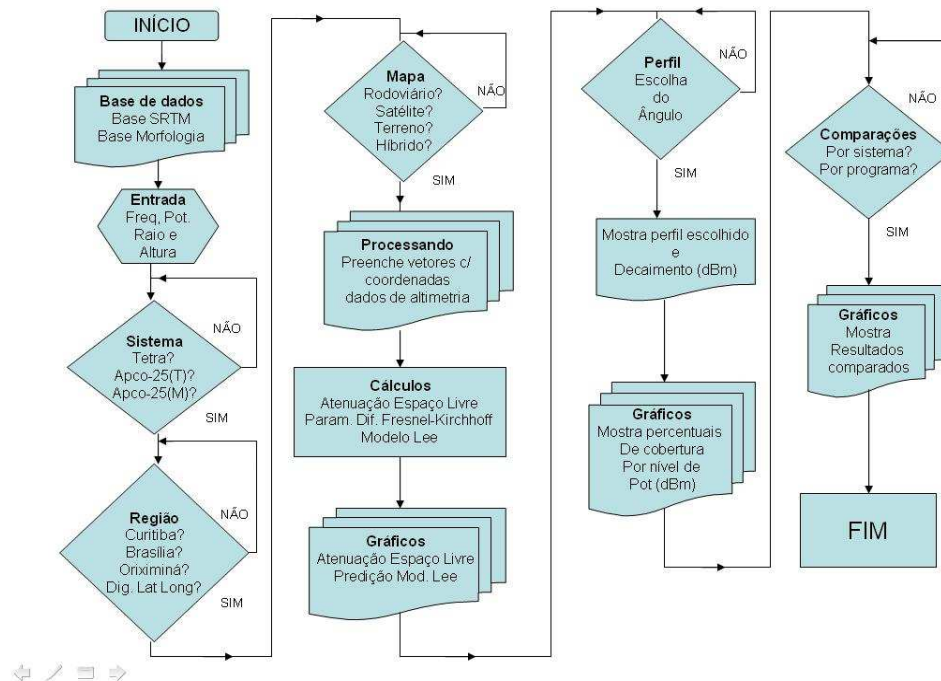 INÍCIO
Base de dados
Base SRTM
Base Morfologia
Entrada
Freq, Pot.
Raio e
Altura
NÃO
Sistema
Tetra?
Apco-25(T)?
Apco-25(M)?
SIM
NÃO
Região
Curitiba?
Brasília?
Oriximiná?
Dig. Lat Long?
SIM
NÃO
Mapa
Rodoviário?
Satélite?
Terreno?
Híbrido?
SIM
Processando
Preenche vetores c/
coordenadas
dados de altimetria
Cálculos
Atenuação Espaço Livre
Param. Dif. Fresnel-Kirchhoff
Modelo Lee
Gráficos
Atenuação Espaço Livre
Predição Mod. Lee
NÃO
Perfil
Escolha
do
Ângulo
SIM
Mostra perfil escolhido
e
Decaimento (dBm)
Gráficos
Mostra percentuais
De cobertura
Por nível de
Pot (dBm)
NÃO
Comparações
Por sistema?
Por programa?
SIM
Gráficos
Mostra
Resultados
comparados
FIM